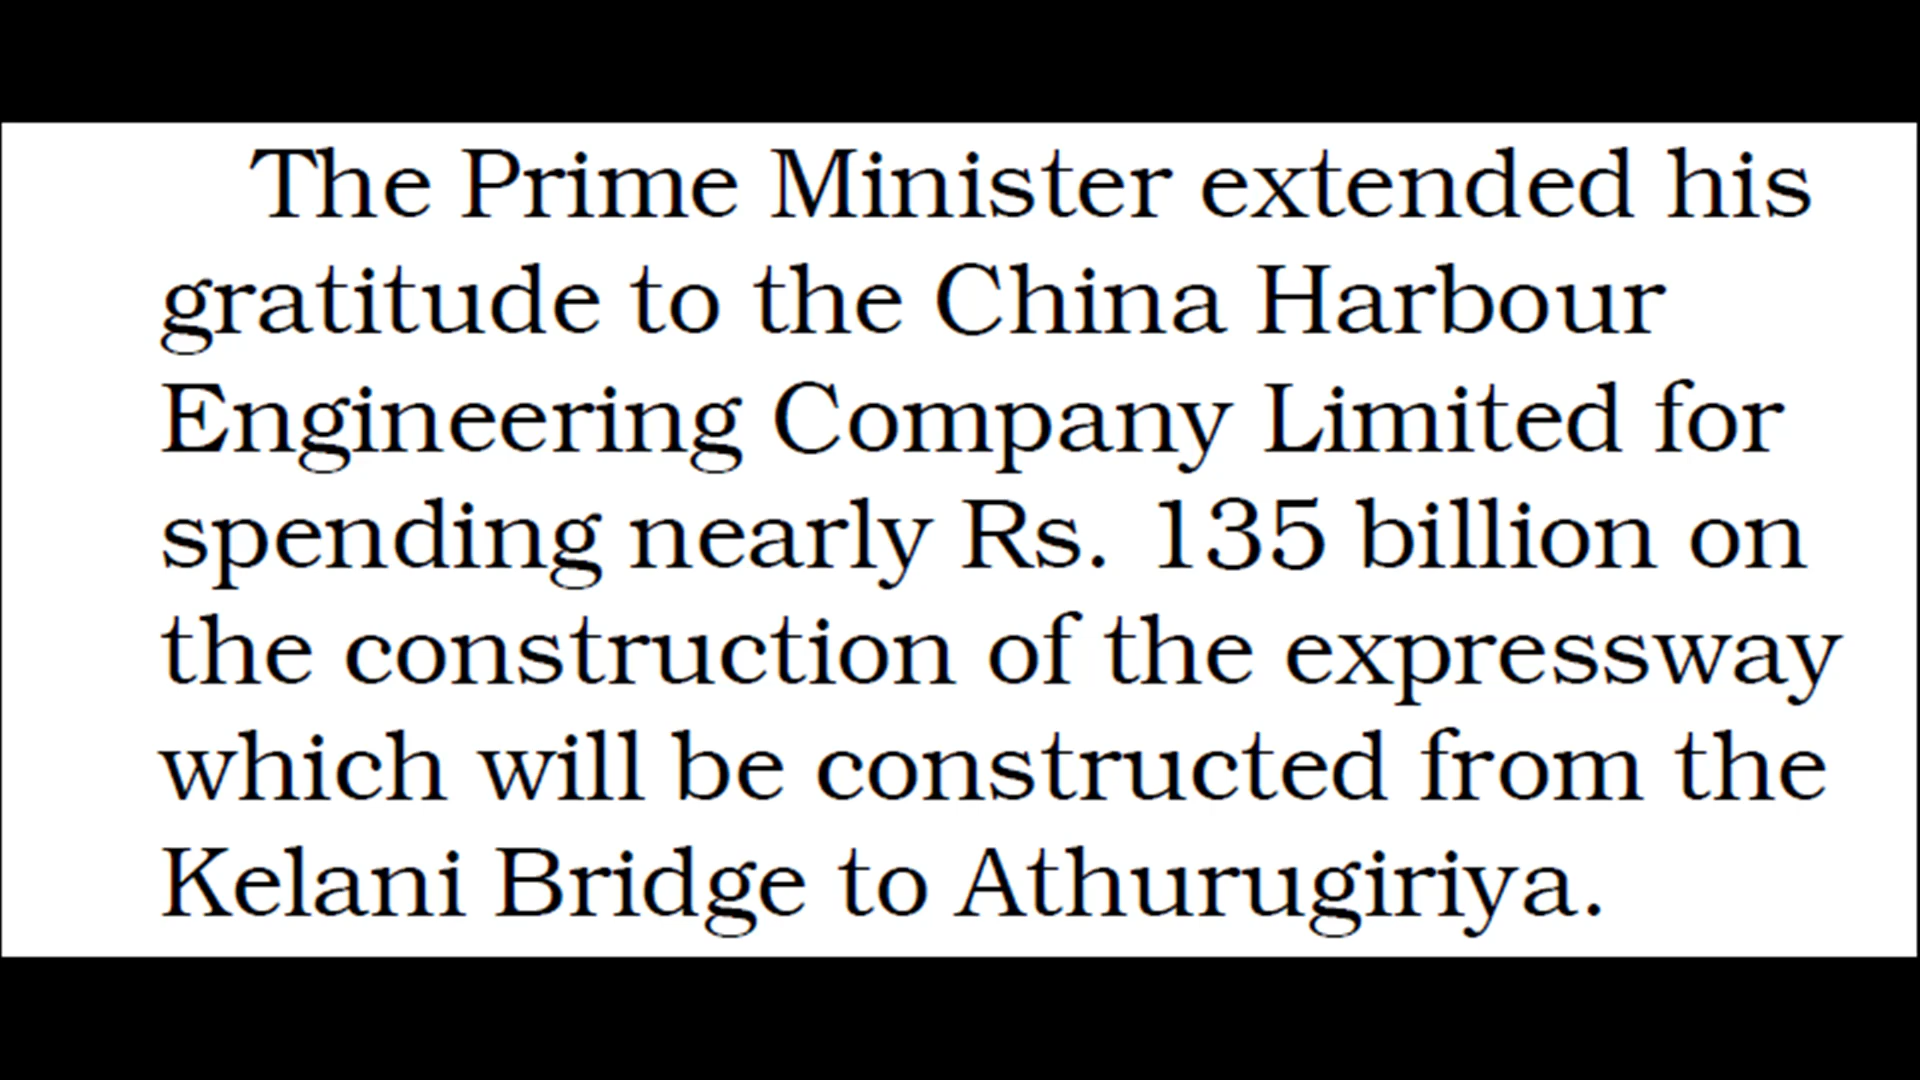 The Prime Minister extended his
gratitude to the China Harbour
Engineering Company Limited for
spending nearly Rs. 135 billion on
the construction of the expressway
which will be constructed from the
Kelani Bridge to Athurugiriya.